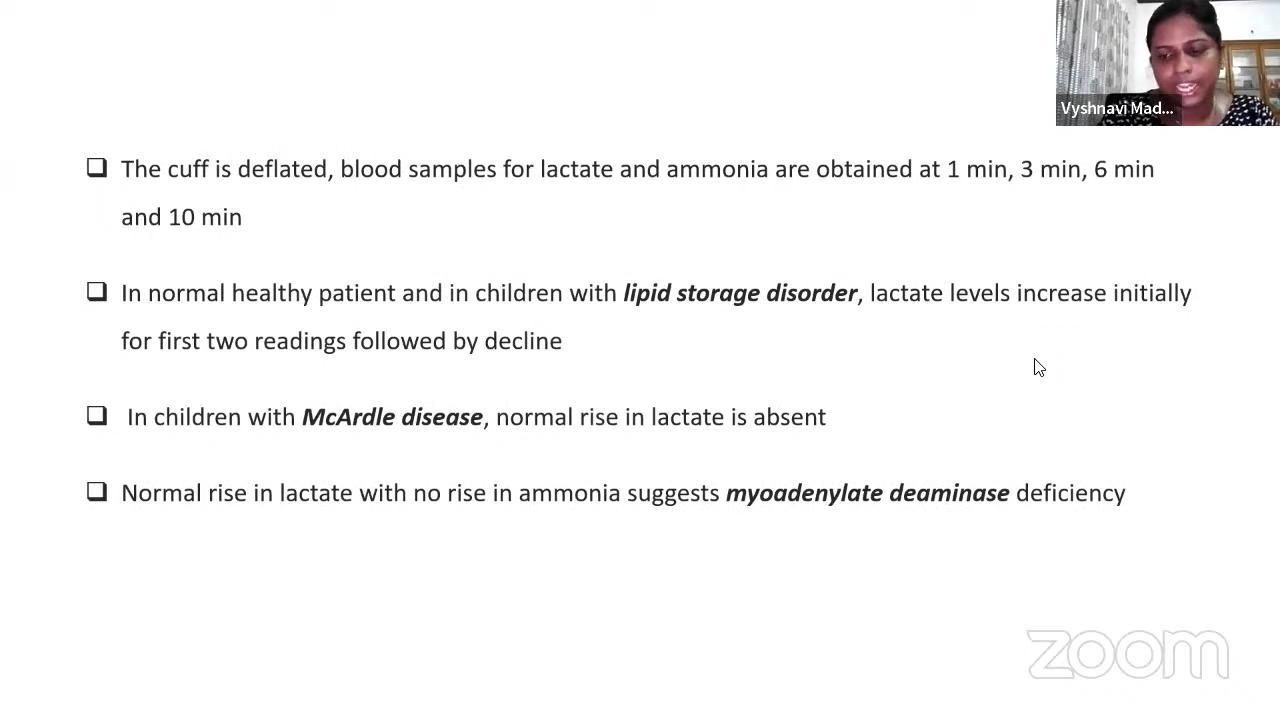 Vyshnavi Mad...
The cuff is deflated, blood samples for lactate and ammonia are obtained at 1 min, 3 min, 6 min
and 10 min
In normal healthy patient and in children with lipid storage disorder, lactate levels increase initially
for first two readings followed by decline
In children with McArdle disease, normal rise in lactate is absent
Normal rise in lactate with no rise in ammonia suggests myoadenylate deaminase deficiency
zoom